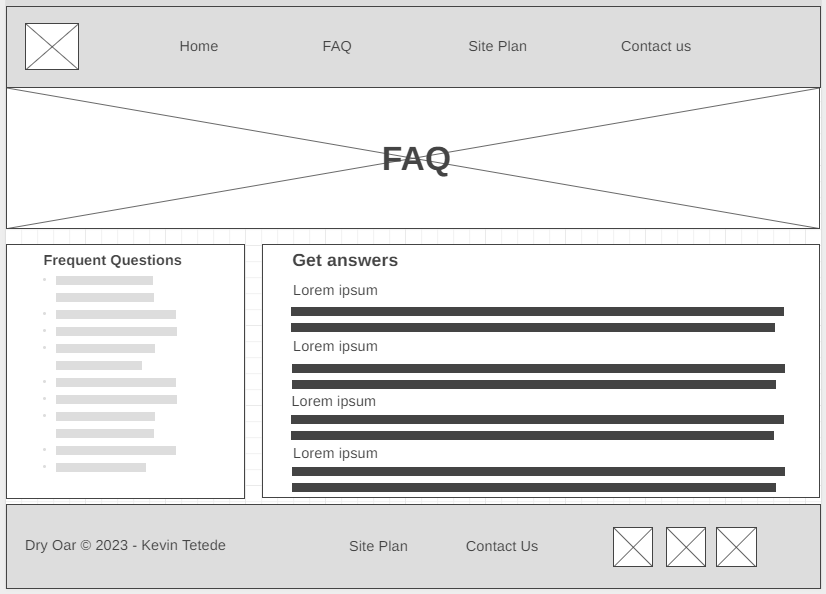 Home
FAQ
Site Plan
Contact us
FAQ
Frequent Questions
Get answers
Lorem ipsum
Lorem ipsum
Lorem ipsum
Lorem ipsum
Dry Oar © 2023 - Kevin Tetede
Site Plan
Contact Us